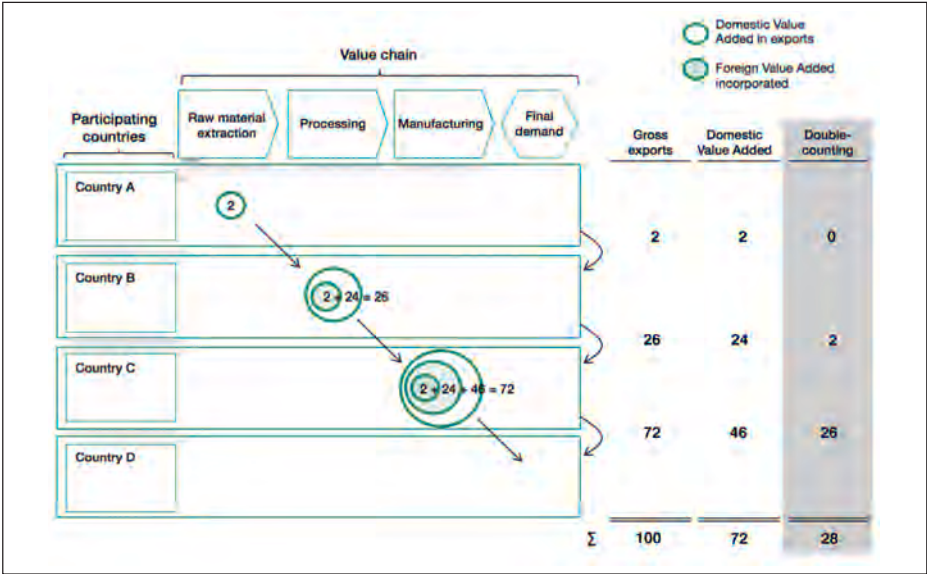 Domestic Value
Added in exports
Value chain
Foreign Value Added
incorporated
Participating
countries
Raw material
extraction
Processing
Manufacturing
Final
demand
Gross
exports
Domestic
Value Added
Double-
counting
Country A
2
2 2 0
Country B
2 + 24 = 26
26 24 2
Country C
2 + 24 + 46 = 72
72 46 26
Country D
Σ 100 72 28